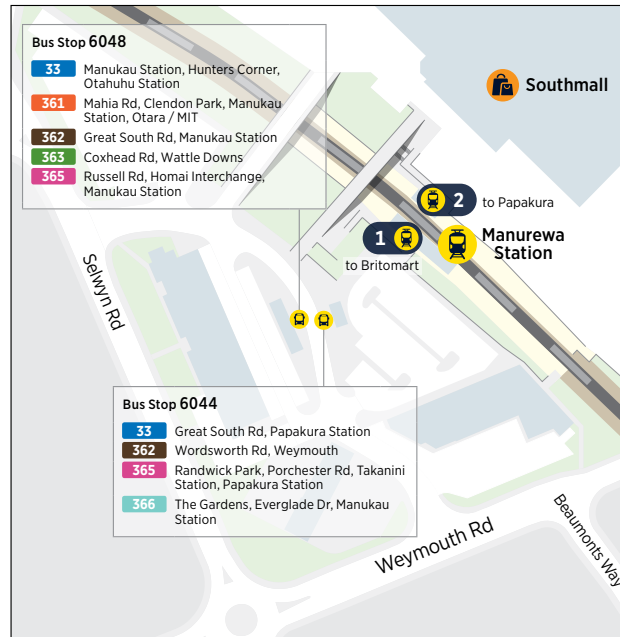 Bus Stop 6048
33 Manukau Station, Hunters Corner,
Otahuhu Station
361 Mahia Rd, Clendon Park, Manukau
Station, Otara / MIT
362 Great South Rd, Manukau Station
363 Coxhead Rd, Wattle Downs
365 Russell Rd, Homai Interchange,
Manukau Station
Southmall
2 to Papakura
1
to Britomart
Manurewa
Station
Selwyn Rd
Bus Stop 6044
33 Great South Rd, Papakura Station
362 Wordsworth Rd, Weymouth
365 Randwick Park, Porchester Rd, Takanini
Station, Papakura Station
366 The Gardens, Everglade Dr, Manukau
Station
Weymouth Rd
Beaumonts Way